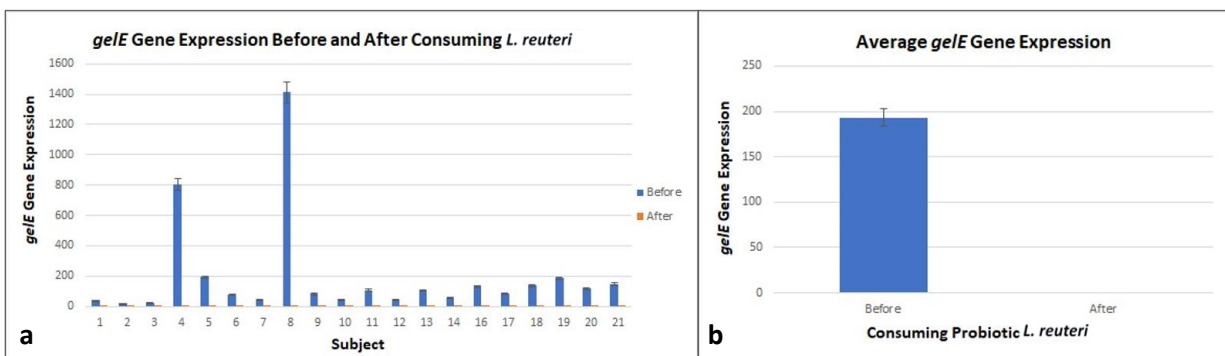 gelE Gene Expression Before and After Consuming L. reuteri
gelE Gene Expression
1600
1400
1200
1000
800
600
400
200
0
1 2 3 4 5 6 7 8 9 10 11 12 13 14 16 17 18 19 20 21
Subject
Before
After
a
Average gelE Gene Expression
gelE Gene Expression
250
200
150
100
50
0
Before After
Consuming Probiotic L. reuteri
b